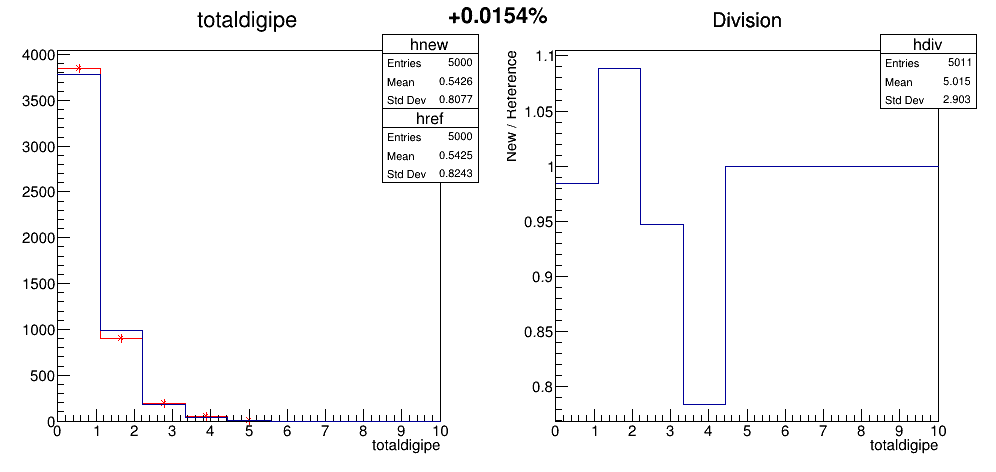 +0.0154%
totaldigipe
hnew
Entries 5000
Mean 0.5426
Std Dev 0.8077
href
Entries 5000
Mean 0.5425
Std Dev 0.8243
4000
3500
3000
2500
2000
1500
1000
500
0
0 1 2 3 4 5 6 7 8 9 10
totaldigipe
Division
hdiv
Entries 5011
Mean 5.015
Std Dev 2.903
New / Reference
1.1
1.05
1
0.95
0.9
0.85
0.8
0 1 2 3 4 5 6 7 8 9 10
totaldigipe